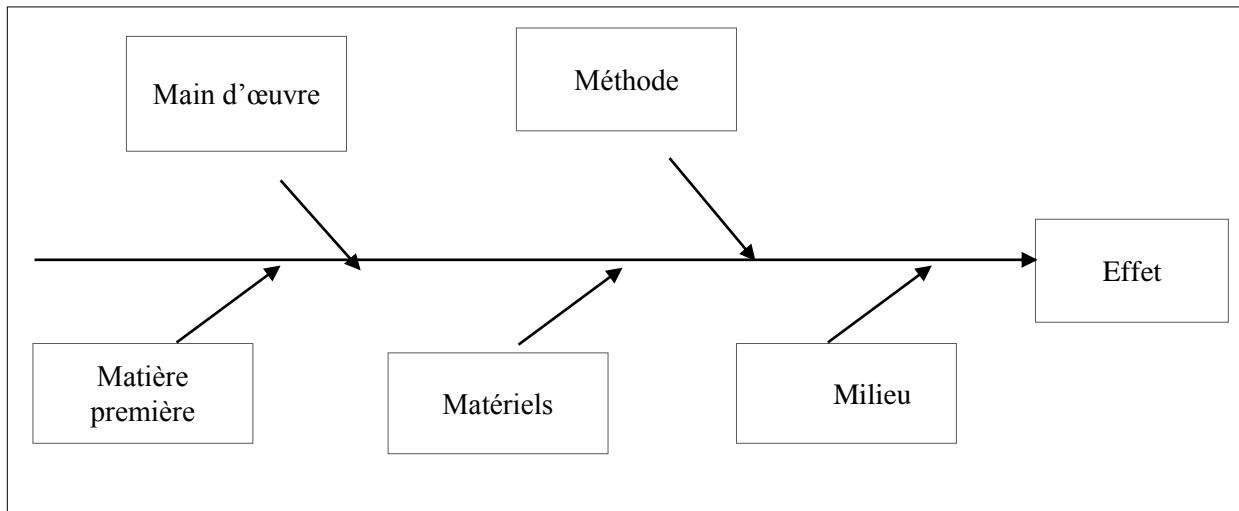 Main d’œuvre
Méthode
Effet
Matière
première
Matériels
Milieu